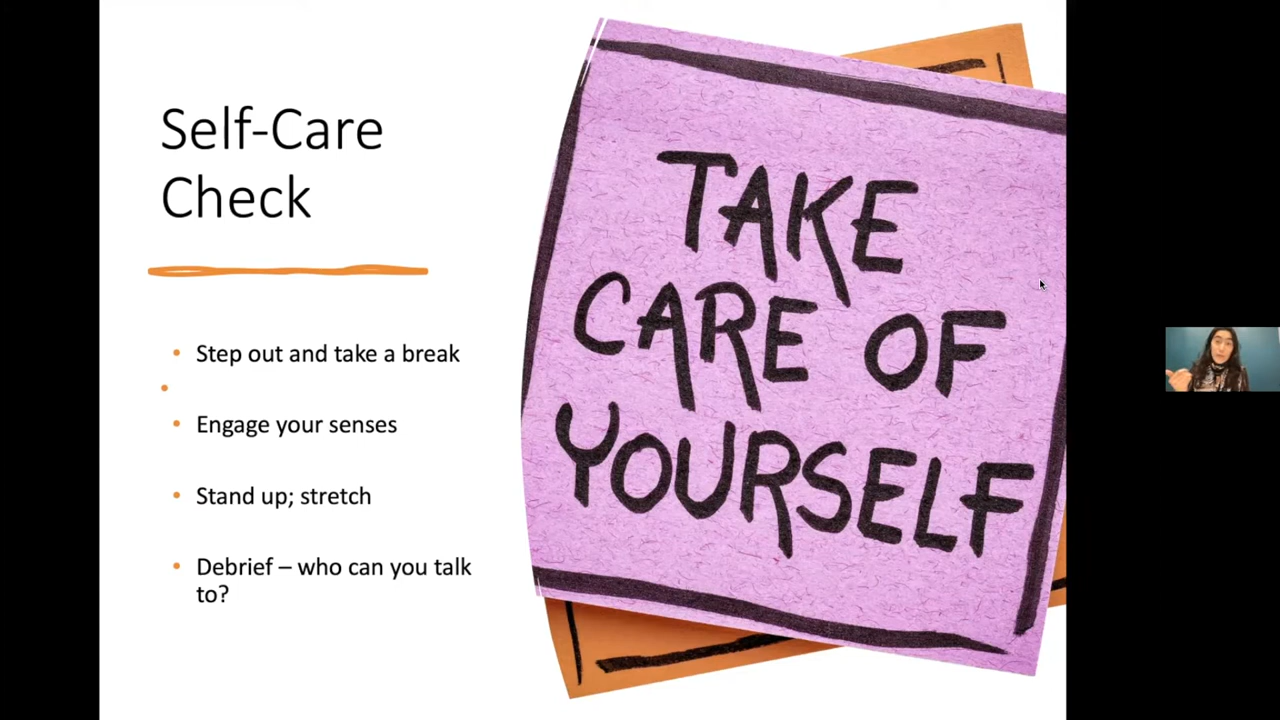 Self-Care
Check
• Step out and take a break
•
• Engage your senses
• Stand up; stretch
• Debrief – who can you talk
to?
TAKE
CARE OF
YOURSELF